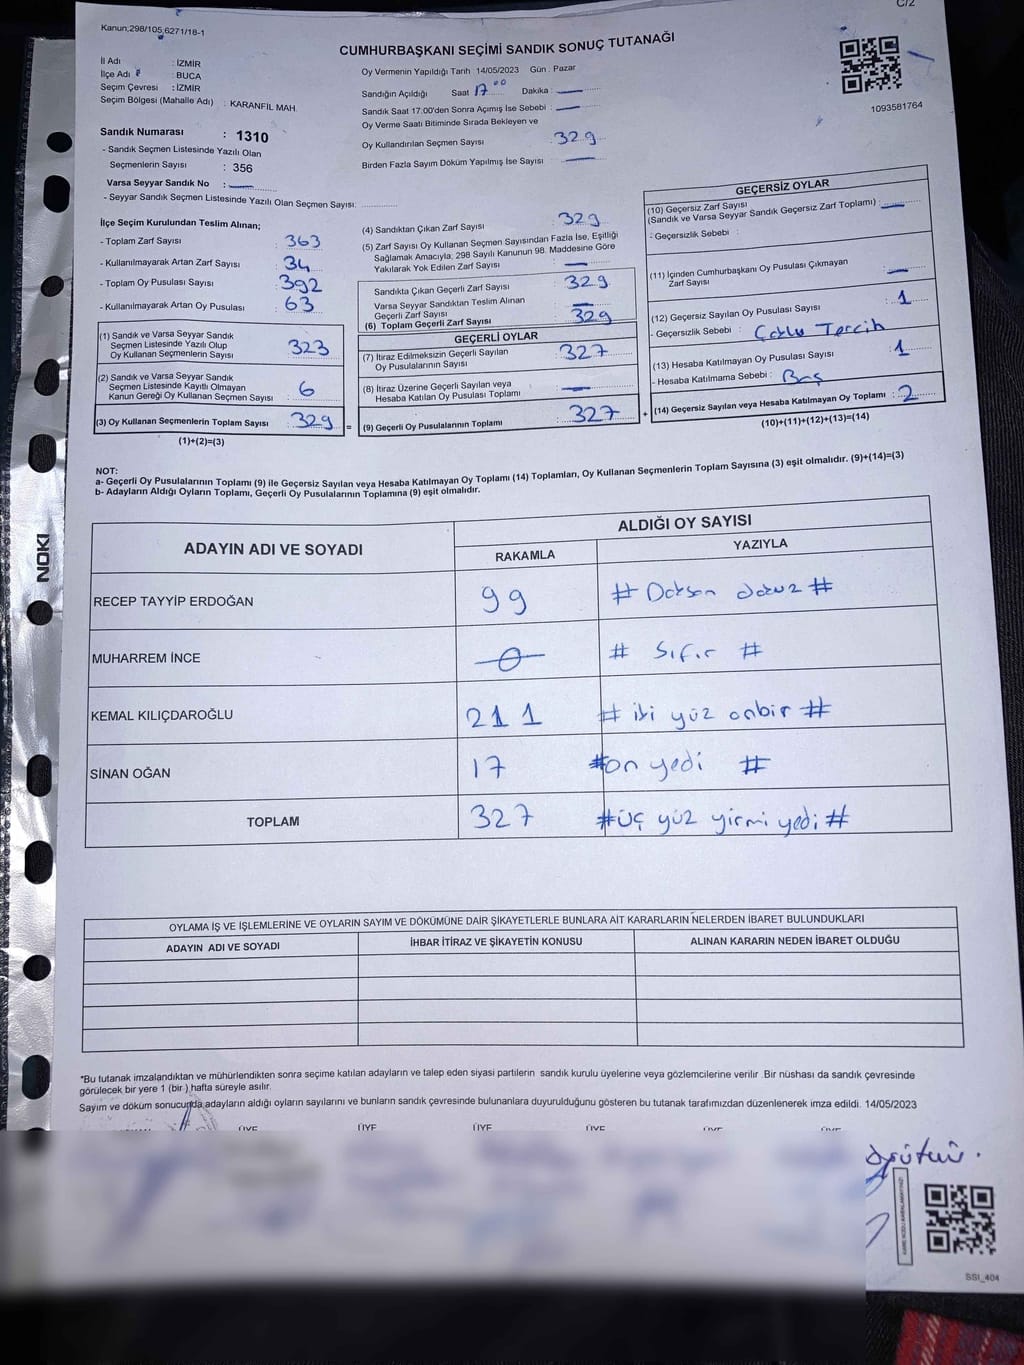 C/2
Kanun,298/105,6271/18-1
CUMHURBAŞKANI SEÇİMİ SANDIK SONUÇ TUTANAĞI
İl Adı : İZMİR
İlçe Adı : BUCA
Seçim Çevresi : İZMİR
Seçim Bölgesi (Mahalle Adı) : KARANFİL MAH.
Sandık Numarası : 1310
- Sandık Seçmen Listesinde Yazılı Olan
Seçmenlerin Sayısı : 356
Varsa Seyyar Sandık No :
- Seyyar Sandık Seçmen Listesinde Yazılı Olan Seçmen Sayısı:
Oy Vermenin Yapıldığı Tarih 14/05/2023 Gün . Pazar
Sandığın Açıldığı Saat 17 00 Dakika :
Sandık Saat 17.00'den Sonra Açımış İse Sebebi :
Oy Verme Saati Bitiminde Sırada Bekleyen ve
Oy Kullandırılan Seçmen Sayısı 329
Birden Fazla Sayım Döküm Yapılmış İse Sayısı
1093581764
İlçe Seçim Kurulundan Teslim Alınan;
- Toplam Zarf Sayısı : 363
- Kullanılmayarak Artan Zarf Sayısı : 34
- Toplam Oy Pusulası Sayısı : 392
- Kullanılmayarak Artan Oy Pusulası : 63
(1) Sandık ve Varsa Seyyar Sandık
Seçmen Listesinde Yazılı Olup
Oy Kullanan Seçmenlerin Sayısı : 323
(2) Sandık ve Varsa Seyyar Sandık
Seçmen Listesinde Kayıtlı Olmayan
Kanun Gereği Oy Kullanan Seçmen Sayısı : 6
(3) Oy Kullanan Seçmenlerin Toplam Sayısı : 329
(1)+(2)=(3)
=
(4) Sandıktan Çıkan Zarf Sayısı : 329
(5) Zarf Sayısı Oy Kullanan Seçmen Sayısından Fazla İse, Eşitliği
Sağlamak Amacıyla, 298 Sayılı Kanunun 98. Maddesine Göre
Yakılarak Yok Edilen Zarf Sayısı :
Sandıkta Çıkan Geçerli Zarf Sayısı : 329
Varsa Seyyar Sandıktan Teslim Alınan
Geçerli Zarf Sayısı :
(6) Toplam Geçerli Zarf Sayısı : 329
GEÇERLİ OYLAR
(7) İtiraz Edilmeksizin Geçerli Sayılan
Oy Pusulalarının Sayısı : 327
(8) İtiraz Üzerine Geçerli Sayılan veya
Hesaba Katılan Oy Pusulası Toplamı :
(9) Geçerli Oy Pusulalarının Toplamı : 327
+
GEÇERSİZ OYLAR
(10) Geçersiz Zarf Sayısı
(Sandık ve Varsa Seyyar Sandık Geçersiz Zarf Toplamı) :
- Geçersizlik Sebebi :
(11) İçinden Cumhurbaşkanı Oy Pusulası Çıkmayan
Zarf Sayısı :
(12) Geçersiz Sayılan Oy Pusulası Sayısı : 1
- Geçersizlik Sebebi : Çoklu Tercih
(13) Hesaba Katılmayan Oy Pusulası Sayısı : 1
- Hesaba Katılmama Sebebi : Boş
(14) Geçersiz Sayılan veya Hesaba Katılmayan Oy Toplamı : 2
(10)+(11)+(12)+(13)=(14)
NOT:
a- Geçerli Oy Pusulalarının Toplamı (9) ile Geçersiz Sayılan veya Hesaba Katılmayan Oy Toplamı (14) Toplamları, Oy Kullanan Seçmenlerin Toplam Sayısına (3) eşit olmalıdır. (9)+(14)=(3)
b- Adayların Aldığı Oyların Toplamı, Geçerli Oy Pusulalarının Toplamına (9) eşit olmalıdır.
ADAYIN ADI VE SOYADI ALDIĞI OY SAYISI
RAKAMLA YAZIYLA
RECEP TAYYİP ERDOĞAN 99 # Doksan dokuz #
MUHARREM İNCE 0 # Sıfır #
KEMAL KILIÇDAROĞLU 211 # iki yüz onbir #
SİNAN OĞAN 17 #on yedi #
TOPLAM 327 #üç yüz yirmi yedi #
NOKI
OYLAMA İŞ VE İŞLEMLERİNE VE OYLARIN SAYIM VE DÖKÜMÜNE DAİR ŞİKAYETLERLE BUNLARA AİT KARARLARIN NELERDEN İBARET BULUNDUKLARI
ADAYIN ADI VE SOYADI İHBAR İTİRAZ VE ŞİKAYETİN KONUSU ALINAN KARARIN NEDEN İBARET OLDUĞU
*Bu tutanak imzalandıktan ve mühürlendikten sonra seçime katılan adayların ve talep eden siyasi partilerin sandık kurulu üyelerine veya gözlemcilerine verilir .Bir nüshası da sandık çevresinde
görülecek bir yere 1 (bir ) hafta süreyle asılır.
Sayım ve döküm sonucunda,adayların aldığı oyların sayılarını ve bunların sandık çevresinde bulunanlara duyurulduğunu gösteren bu tutanak tarafımızdan düzenlenerek imza edildi. 14/05/2023
ÜYE ÜYE ÜYE ÜYE ÜYE ÜYE
SSI_404